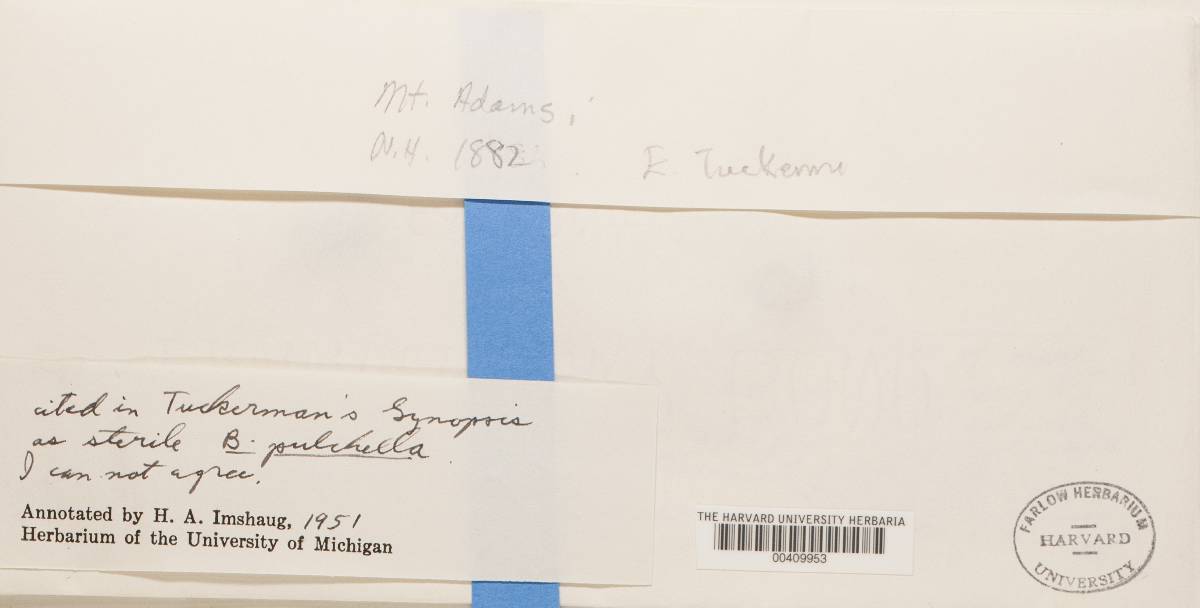 Mt. Adams,
N.H. 1882
E. Tuckerm
cited in Tuckerman's Synopsis
as sterile B. pulchella
I can not agree.
Annotated by H. A. Imshaug, 1951
Herbarium of the University of Michigan
THE HARVARD UNIVERSITY HERBARIA
00409953
FARLOW HERBARIUM
HARVARD
UNIVERSITY